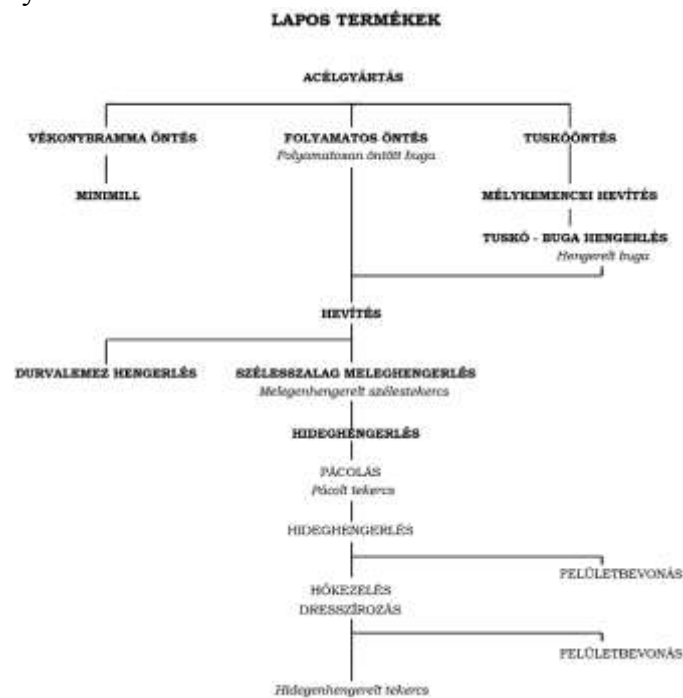 y
LAPOS TERMÉKEK
ACÉLGYÁRTÁS
VÉKONYBRAMMA ÖNTÉS
FOLYAMATOS ÖNTÉS
TUSKÓÖNTÉS
Folyamatosan öntött buga
MINIMILL
MÉLYKEMENCEI HEVÍTÉS
TUSKÓ - BUGA HENGERLÉS
Hengerelt buga
HEVÍTÉS
DURVALEMEZ HENGERLÉS
SZÉLESSZALAG MELEGHENGERLÉS
Melegenhengerelt szélestekercs
HIDEGHENGERLÉS
PÁCOLÁS
Pácolt tekercs
HIDEGHENGERLÉS
FELÜLETBEVONÁS
HŐKEZELÉS
DRESSZÍROZÁS
FELÜLETBEVONÁS
Hidegenhengerelt tekercs